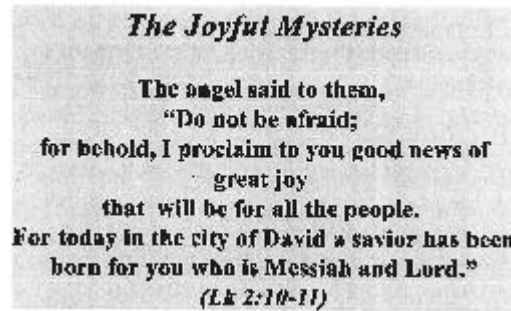 The Joyful Mysteries
The angel said to them,
“Do not be afraid;
for behold, I proclaim to you good news of
great joy
that will be for all the people.
For today in the city of David a savior has been
born for you who is Messiah and Lord.”
(Lk 2:10-11)